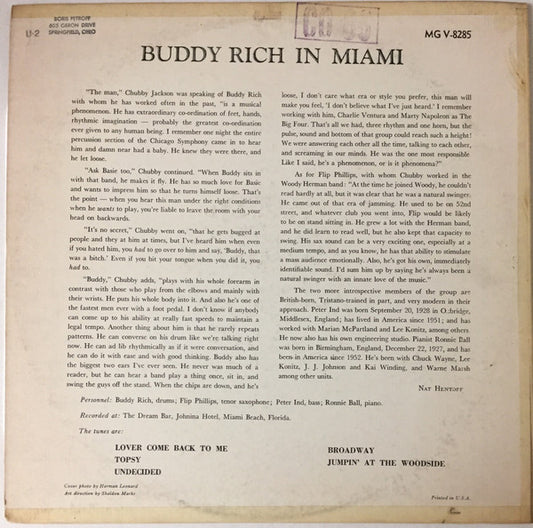 BORIS PETROFF
605 GERON DRIVE
SPRINGFIELD, OHIO
U-2
MG V-8285
BUDDY RICH IN MIAMI
"The man," Chubby Jackson was speaking of Buddy Rich
with whom he has worked often in the past, "is a musical
phenomenon. He has extraordinary co-ordination of feet, hands,
rhythmic imagination — probably the greatest co-ordination
ever given to any human being. I remember one night the entire
percussion section of the Chicago Symphony came in to hear
him and damn near had a baby. He knew they were there, and
he let loose.
"Ask Basie too," Chubby continued. "When Buddy sits in
with that band, he makes it fly. He has so much love for Basie
and wants to impress him so that he turns himself loose. That's
the point — when you hear this man under the right conditions
when he wants to play, you're liable to leave the room with your
head on backwards.
"It's no secret," Chubby went on, "that he gets bugged at
people and they at him at times, but I've heard him when even
if you hated him, you had to go over to him and say, 'Buddy, that
was a bitch.' Even if you bit your tongue when you did it, you
had to.
"Buddy," Chubby adds, "plays with his whole forearm in
contrast with those who play from the elbows and mainly with
their wrists. He puts his whole body into it. And also he's one of
the fastest men ever with a foot pedal. I don't know if anybody
can come up to his ability at really fast speeds to maintain a
legal tempo. Another thing about him is that he rarely repeats
patterns. He can converse on his drum like we're talking right
now. He can ad lib rhythmically as if it were conversation, and
he can do it with ease and with good thinking. Buddy also has
the biggest two ears I've ever seen. He never was much of a
reader, but he can hear a band play a thing once, sit in, and
swing the guys off the stand. When the chips are down, and he's
loose, I don't care what era or style you prefer, this man will
make you feel, 'I don't believe what I've just heard.' I remember
working with him, Charlie Ventura and Marty Napoleon as The
Big Four. That's all we had, three rhythm and one horn, but the
pulse, sound and bottom of that group could reach such a height!
We were answering each other all the time, talking to each other,
and screaming in our minds. He was the one most responsible
Like I said, he's a phenomenon, or is it phenomona?"
As for Flip Phillips, with whom Chubby worked in the
Woody Herman band: "At the time he joined Woody, he couldn't
read hardly at all, but it was clear that he was a natural swinger.
He came out of that era of jamming. He used to be on 52nd
street, and whatever club you went into, Flip would be likely
to be on stand sitting in. He grew a lot with the Herman band,
and he did learn to read well, but he also kept that capacity to
swing. His sax sound can be a very exciting one, especially at a
medium tempo, and as you know, he has that ability to stimulate
a mass audience emotionally. Also, he's got his own, immediately
identifiable sound. I'd sum him up by saying he's always been a
natural swinger with an innate love of the music."
The two more introspective members of the group are
British-born, Tristano-trained in part, and very modern in their
approach. Peter Ind was born September 20, 1928 in
Middlesex, England; has lived in America since 1951; and has
worked with Marian McPartland and Lee Konitz, among others
He now also has his own engineering studio. Pianist Ronnie Ball
was born in Birmingham, England, December 22, 1927, and has
been in America since 1952. He's been with Chuck Wayne, Lee
Konitz, J. J. Johnson and Kai Winding, and Warne Marsh
among other units.
NAT HENTOFF
Personnel: Buddy Rich, drums; Flip Phillips, tenor saxophone; Peter Ind, bass; Ronnie Ball, piano.
Recorded at: The Dream Bar, Johnina Hotel, Miami Beach, Florida.
The tunes are:
LOVER COME BACK TO ME
TOPSY
UNDECIDED
BROADWAY
JUMPIN' AT THE WOODSIDE
Cover photo by Herman Leonard
Art direction by Sheldon Marks
Printed in U.S.A.